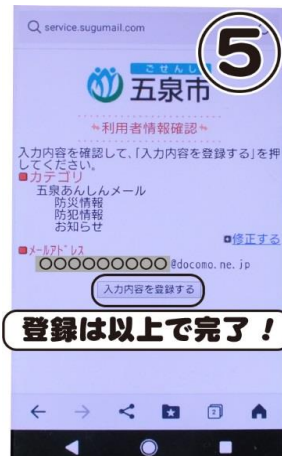 service.sugumail.com
⑤
ごせんし
五泉市
利用者情報確認
入力内容を確認して、「入力内容を登録する」を押
してください。
カテゴリ
五泉あんしんメール
防災情報
防犯情報
お知らせ
修正する
メールアドレス
○○○○○○○○○@docomo.ne.jp
入力内容を登録する
登録は以上で完了！
2